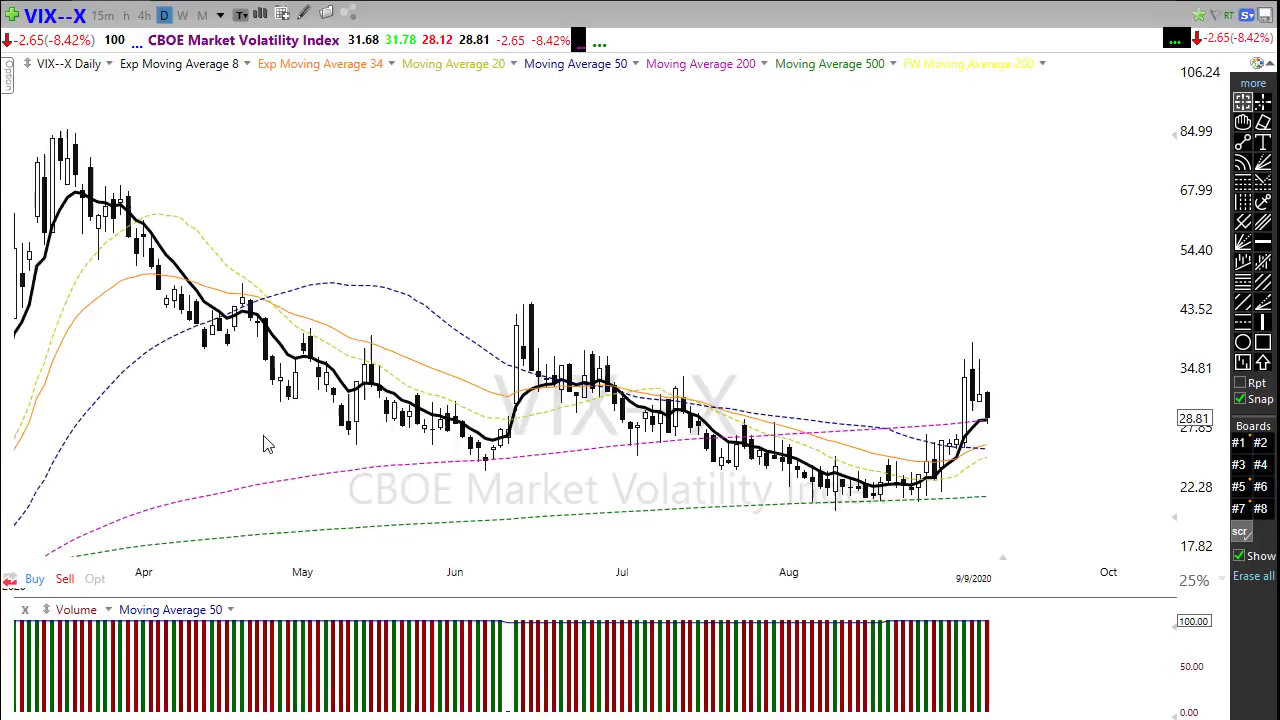 VIX--X 15m h 4h D W M T
RT S
-2.65(-8.42%) 100 ... CBOE Market Volatility Index 31.68 31.78 28.12 28.81 -2.65 -8.42% ... ... -2.65(-8.42%)
Option
VIX--X Daily Exp Moving Average 8 Exp Moving Average 34 Moving Average 20 Moving Average 50 Moving Average 200 Moving Average 500 FW Moving Average 200
106.24
84.99
67.99
54.40
43.52
34.81
28.81
22.28
17.82
VIX--X
CBOE Market Volatility In
more
Rpt
Snap
Boards
#1 #2
#3 #4
#5 #6
#7 #8
scr
Show
Erase all
Apr May Jun Jul Aug 9/9/2020 Oct
Buy Sell Opt
25%
X Volume Moving Average 50
100.00
50.00
0.00